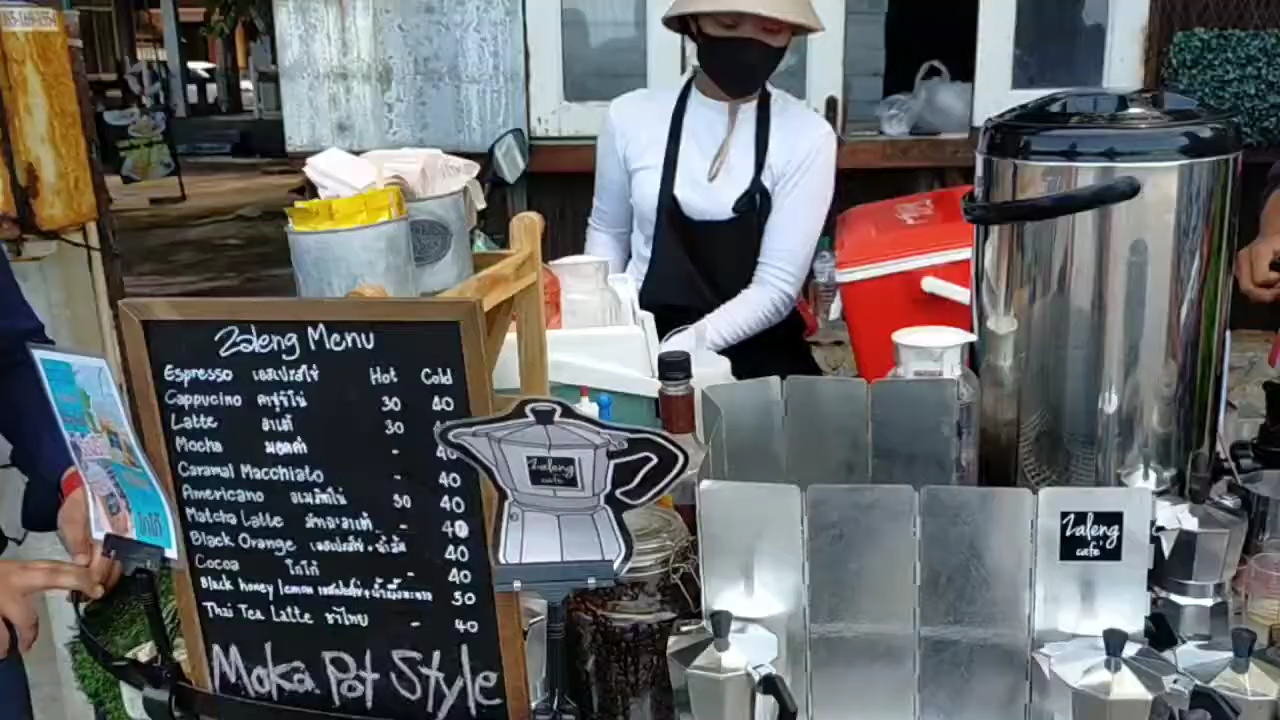 Zaleng Menu
Espresso เอสเปรสโซ่ Hot Cold
Cappucino คาปูชิโน่ 30 40
Latte ลาเต้ 30 40
Mocha มอคค่า - 40
Caramal Macchiato - 40
Americano อเมริกาโน่ 30 40
Matcha Latte มัทฉะลาเต้ - 40
Black Orange เอสเปรสโซ่+น้ำส้ม 40
Cocoa โกโก้ 40
Black honey lemon 50
Thai Tea Latte ชาไทย - 40
Moka Pot Style
Zaleng
cafe
Zaleng
cafe
โกโก้